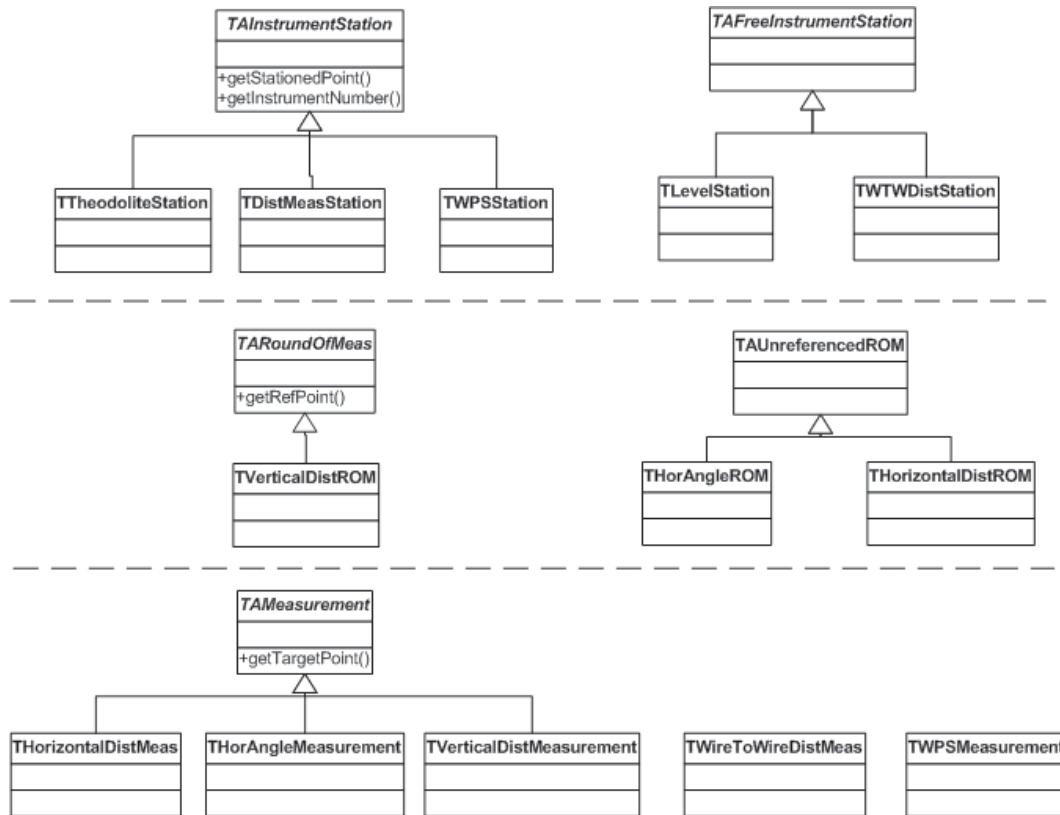 TAInstrumentStation
+getStationedPoint()
+getInstrumentNumber()
TAFreeInstrumentStation
TTheodoliteStation
TDistMeasStation
TWPSStation
TLevelStation
TWTWDistStation
TARoundOfMeas
+getRefPoint()
TAUnreferencedROM
TVerticalDistROM
THorAngleROM
THorizontalDistROM
TAMeasurement
+getTargetPoint()
THorizontalDistMeas
THorAngleMeasurement
TVerticalDistMeasurement
TWireToWireDistMeas
TWPSMeasurement